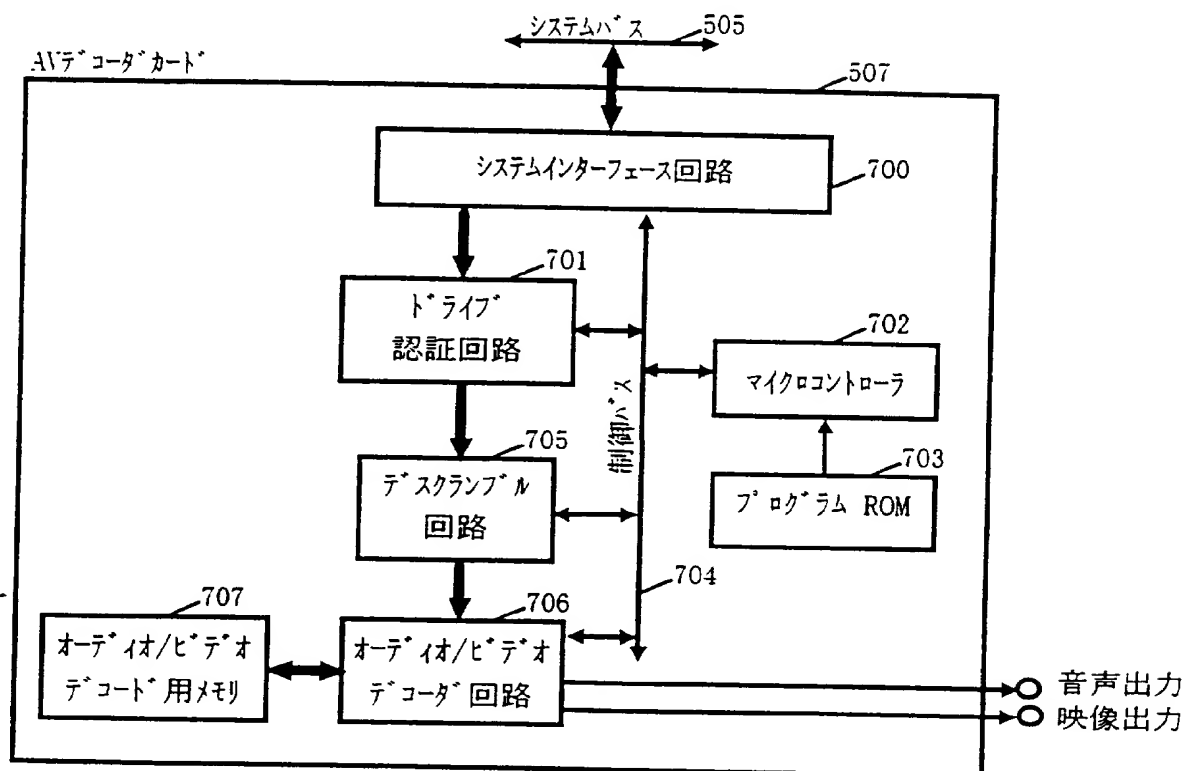 システムバス
505
AVデコーダカード
507
システムインターフェース回路
700
701
ドライブ
認証回路
702
マイクロコントローラ
制御バス
705
デスクランブル
回路
703
プログラム ROM
704
707
オーディオ/ビデオ
デコード用メモリ
706
オーディオ/ビデオ
デコーダ回路
音声出力
映像出力